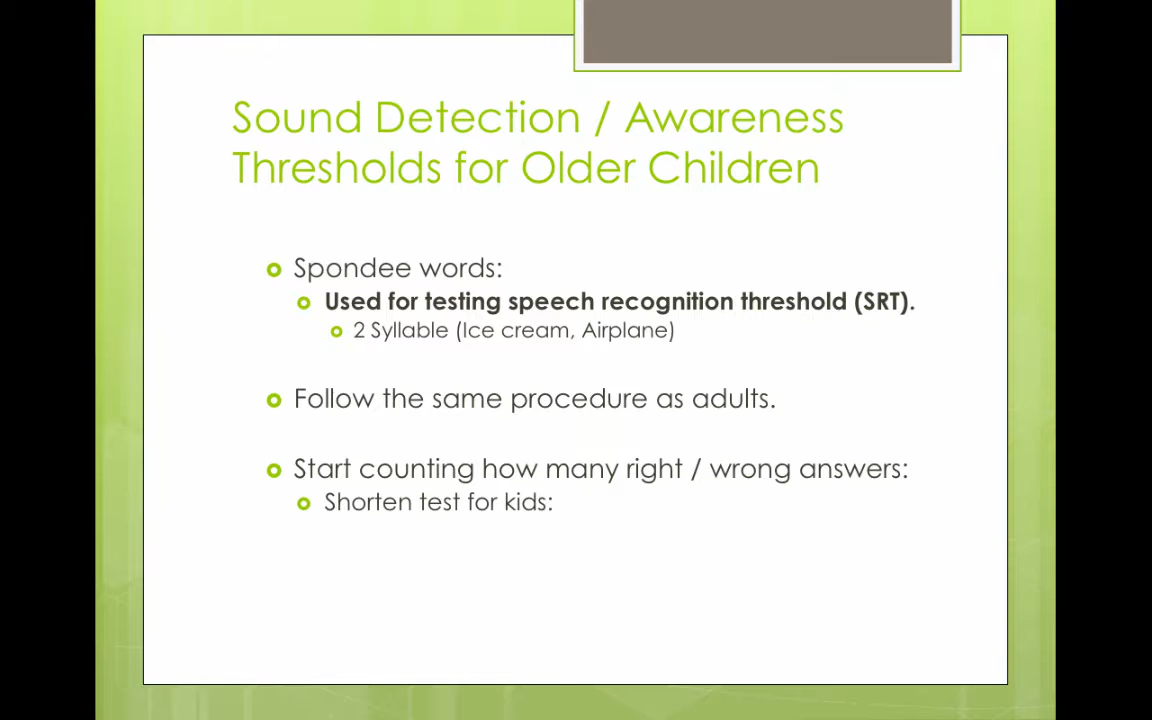 Sound Detection / Awareness
Thresholds for Older Children
Spondee words:
Used for testing speech recognition threshold (SRT).
2 Syllable (Ice cream, Airplane)
Follow the same procedure as adults.
Start counting how many right / wrong answers:
Shorten test for kids: